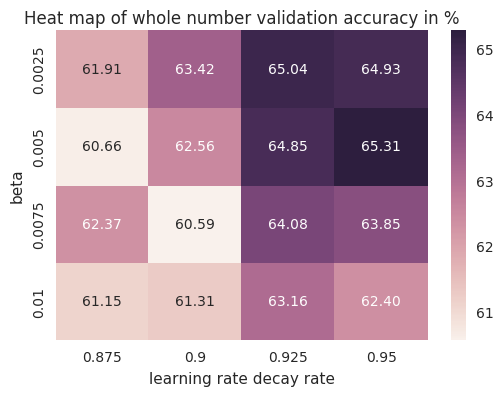 Heat map of whole number validation accuracy in %
0.0025 61.91 63.42 65.04 64.93 65
0.005 60.66 62.56 64.85 65.31 64
beta
63
0.0075 62.37 60.59 64.08 63.85 62
0.01 61.15 61.31 63.16 62.40 61
0.875 0.9 0.925 0.95
learning rate decay rate